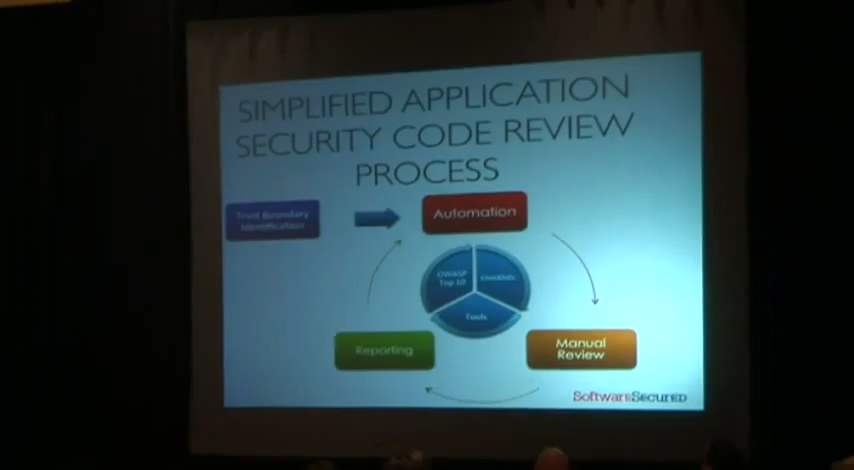 SIMPLIFIED APPLICATION
SECURITY CODE REVIEW
PROCESS
Trust Boundary
Identification
Automation
OWASP
Top 10
Checklists
Tools
Reporting
Manual
Review
SOFTWARESECURED